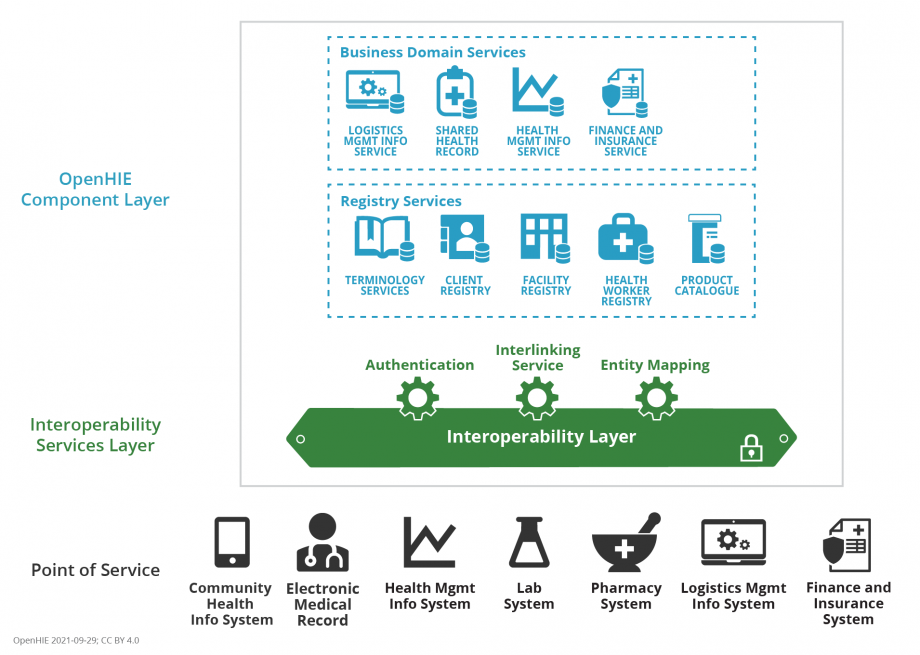 Business Domain Services
LOGISTICS
MGMT INFO
SERVICE
SHARED
HEALTH
RECORD
HEALTH
MGMT INFO
SERVICE
FINANCE AND
INSURANCE
SERVICE
OpenHIE
Component Layer
Registry Services
TERMINOLOGY
SERVICES
CLIENT
REGISTRY
FACILITY
REGISTRY
HEALTH
WORKER
REGISTRY
PRODUCT
CATALOGUE
Authentication
Interlinking
Service
Entity Mapping
Interoperability
Services Layer
Interoperability Layer
Point of Service
Community
Health
Info System
Electronic
Medical
Record
Health Mgmt
Info System
Lab
System
Pharmacy
System
Logistics Mgmt
Info System
Finance and
Insurance
System
OpenHIE 2021-09-29; CC BY 4.0